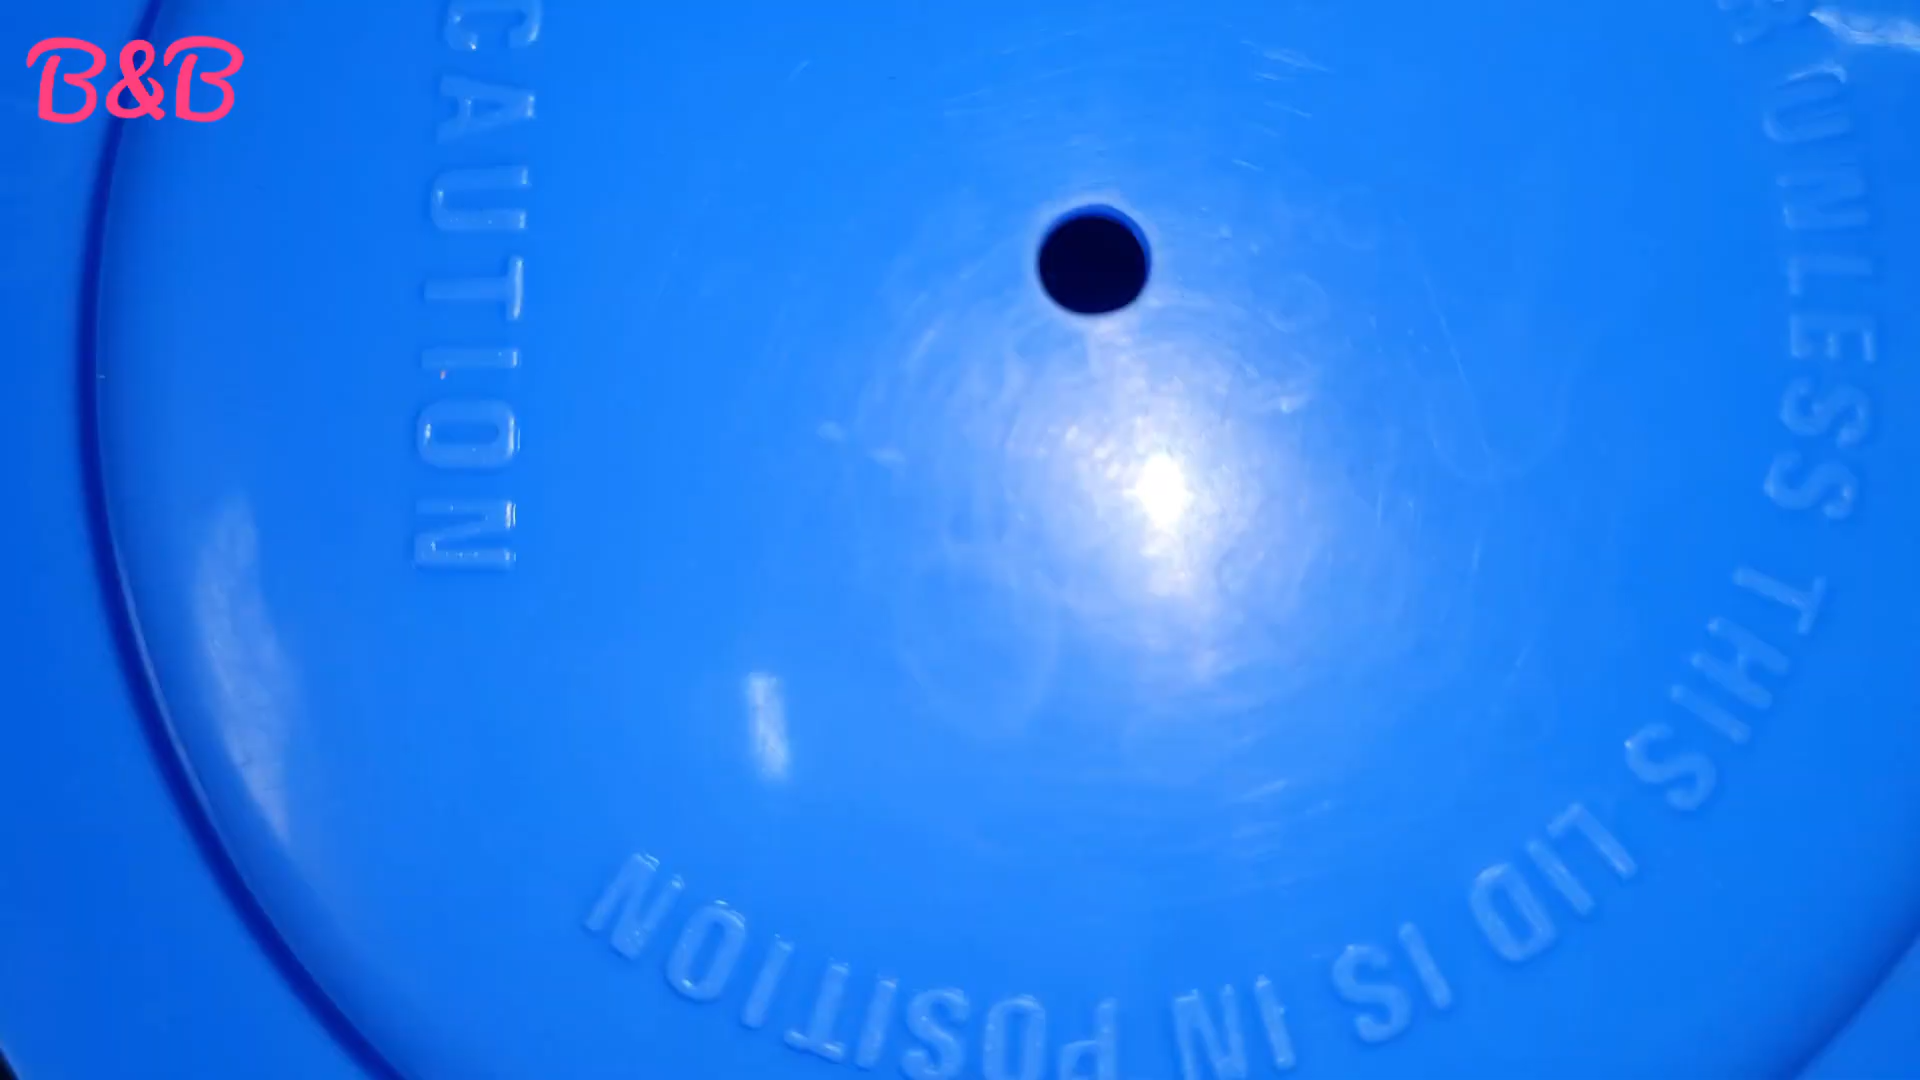 B&B
CAUTION
UNLESS THIS LID IS IN POSITION